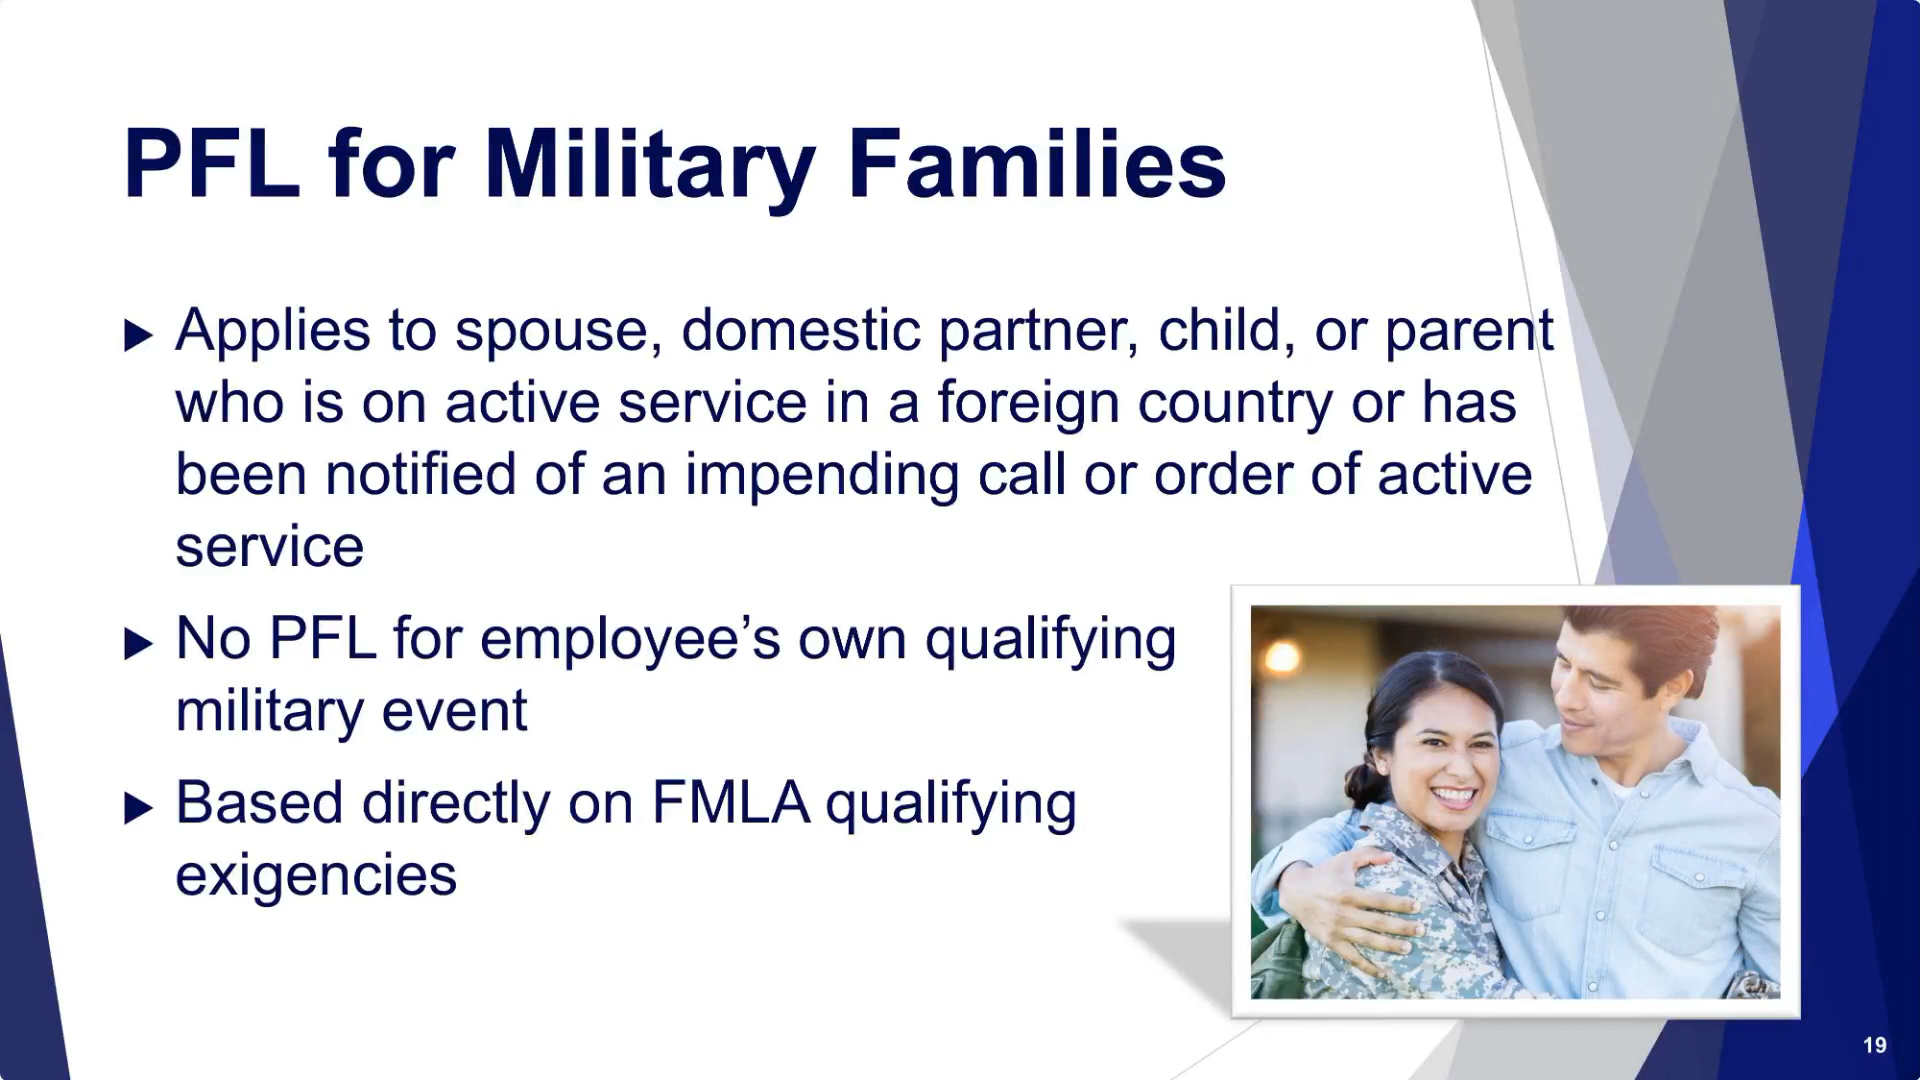 PFL for Military Families
Applies to spouse, domestic partner, child, or parent
who is on active service in a foreign country or has
been notified of an impending call or order of active
service
No PFL for employee’s own qualifying
military event
Based directly on FMLA qualifying
exigencies
19